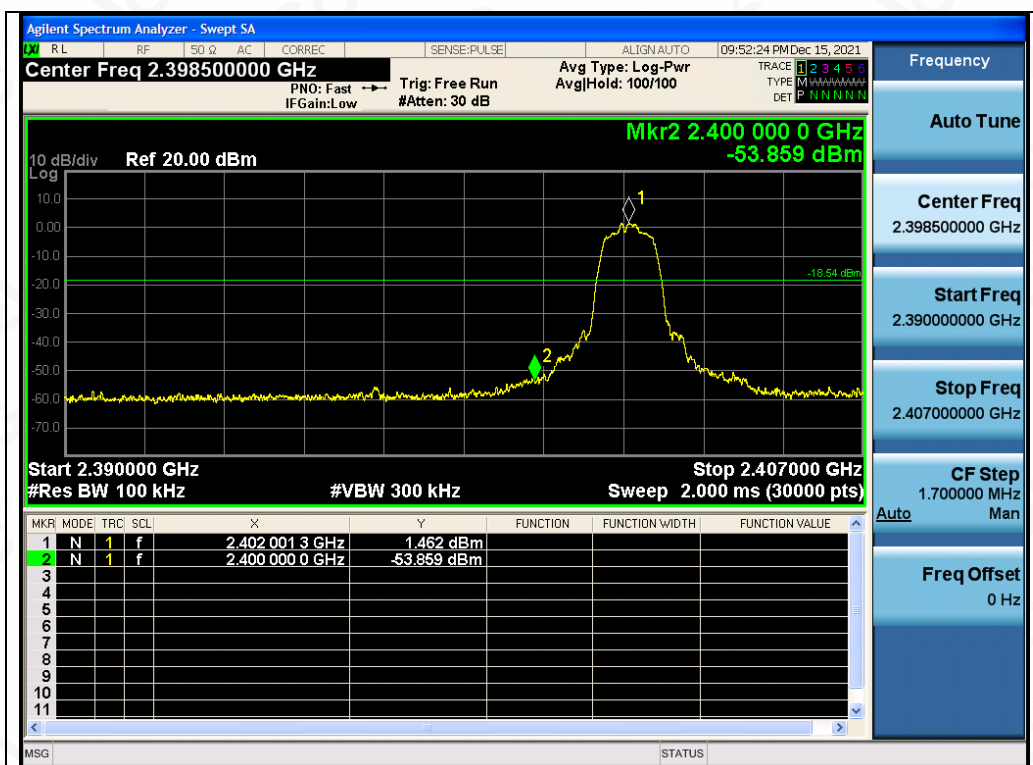 Agilent Spectrum Analyzer - Swept SA
LXI RL RF 50 Ω AC CORREC SENSE:PULSE ALIGN AUTO 09:52:24 PM Dec 15, 2021
Center Freq 2.398500000 GHz
PNO: Fast
IFGain:Low
Trig: Free Run
#Atten: 30 dB
Avg Type: Log-Pwr
Avg|Hold: 100/100
TRACE 1 2 3 4 5 6
TYPE M WWWWW
DET P N N N N N
Mkr2 2.400 000 0 GHz
-53.859 dBm
10 dB/div Ref 20.00 dBm
Log
10.0
0.00
-10.0
-20.0
-30.0
-40.0
-50.0
-60.0
-70.0
1
2
-18.54 dBm
Start 2.390000 GHz Stop 2.407000 GHz
#Res BW 100 kHz #VBW 300 kHz Sweep 2.000 ms (30000 pts)
MKR MODE TRC SCL X Y FUNCTION FUNCTION WIDTH FUNCTION VALUE
1 N 1 f 2.402 001 3 GHz 1.462 dBm
2 N 1 f 2.400 000 0 GHz -53.859 dBm
3
4
5
6
7
8
9
10
11
MSG STATUS
Frequency
Auto Tune
Center Freq
2.398500000 GHz
Start Freq
2.390000000 GHz
Stop Freq
2.407000000 GHz
CF Step
1.700000 MHz
Auto Man
Freq Offset
0 Hz